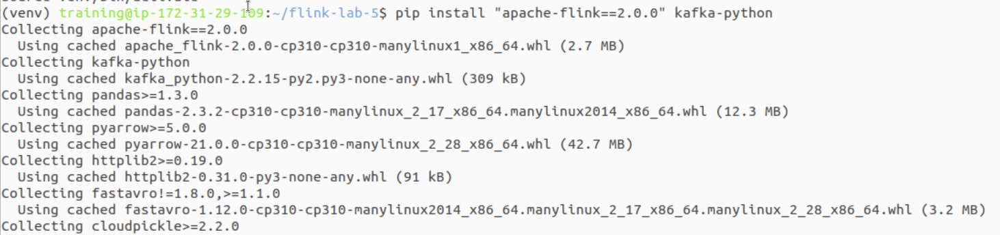 (venv) training@ip-172-31-29-109:~/flink-lab-5$ pip install "apache-flink==2.0.0" kafka-python
Collecting apache-flink==2.0.0
  Using cached apache_flink-2.0.0-cp310-cp310-manylinux1_x86_64.whl (2.7 MB)
Collecting kafka-python
  Using cached kafka_python-2.2.15-py2.py3-none-any.whl (309 kB)
Collecting pandas>=1.3.0
  Using cached pandas-2.3.2-cp310-cp310-manylinux_2_17_x86_64.manylinux2014_x86_64.whl (12.3 MB)
Collecting pyarrow>=5.0.0
  Using cached pyarrow-21.0.0-cp310-cp310-manylinux_2_28_x86_64.whl (42.7 MB)
Collecting httplib2>=0.19.0
  Using cached httplib2-0.31.0-py3-none-any.whl (91 kB)
Collecting fastavro!=1.8.0,>=1.1.0
  Using cached fastavro-1.12.0-cp310-cp310-manylinux2014_x86_64.manylinux_2_17_x86_64.manylinux_2_28_x86_64.whl (3.2 MB)
Collecting cloudpickle>=2.2.0